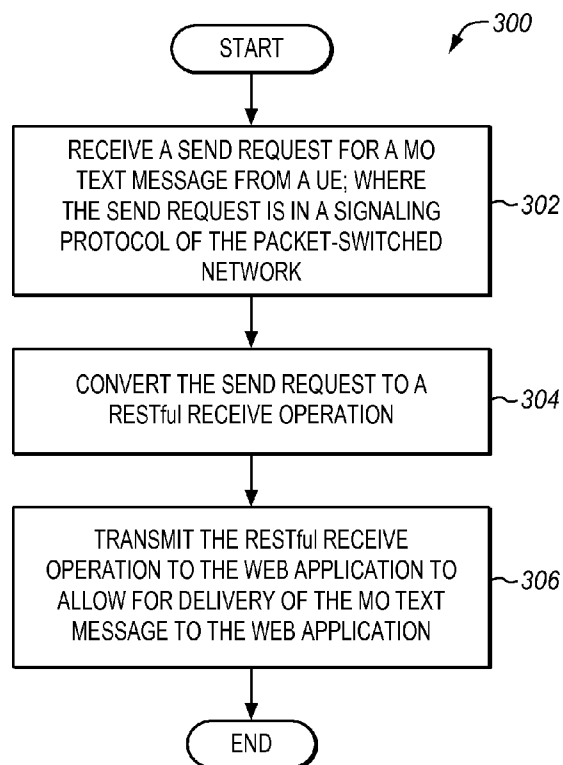 START
300
RECEIVE A SEND REQUEST FOR A MO
TEXT MESSAGE FROM A UE; WHERE
THE SEND REQUEST IS IN A SIGNALING
PROTOCOL OF THE PACKET-SWITCHED
NETWORK
302
CONVERT THE SEND REQUEST TO A
RESTful RECEIVE OPERATION
304
TRANSMIT THE RESTful RECEIVE
OPERATION TO THE WEB APPLICATION TO
ALLOW FOR DELIVERY OF THE MO TEXT
MESSAGE TO THE WEB APPLICATION
306
END